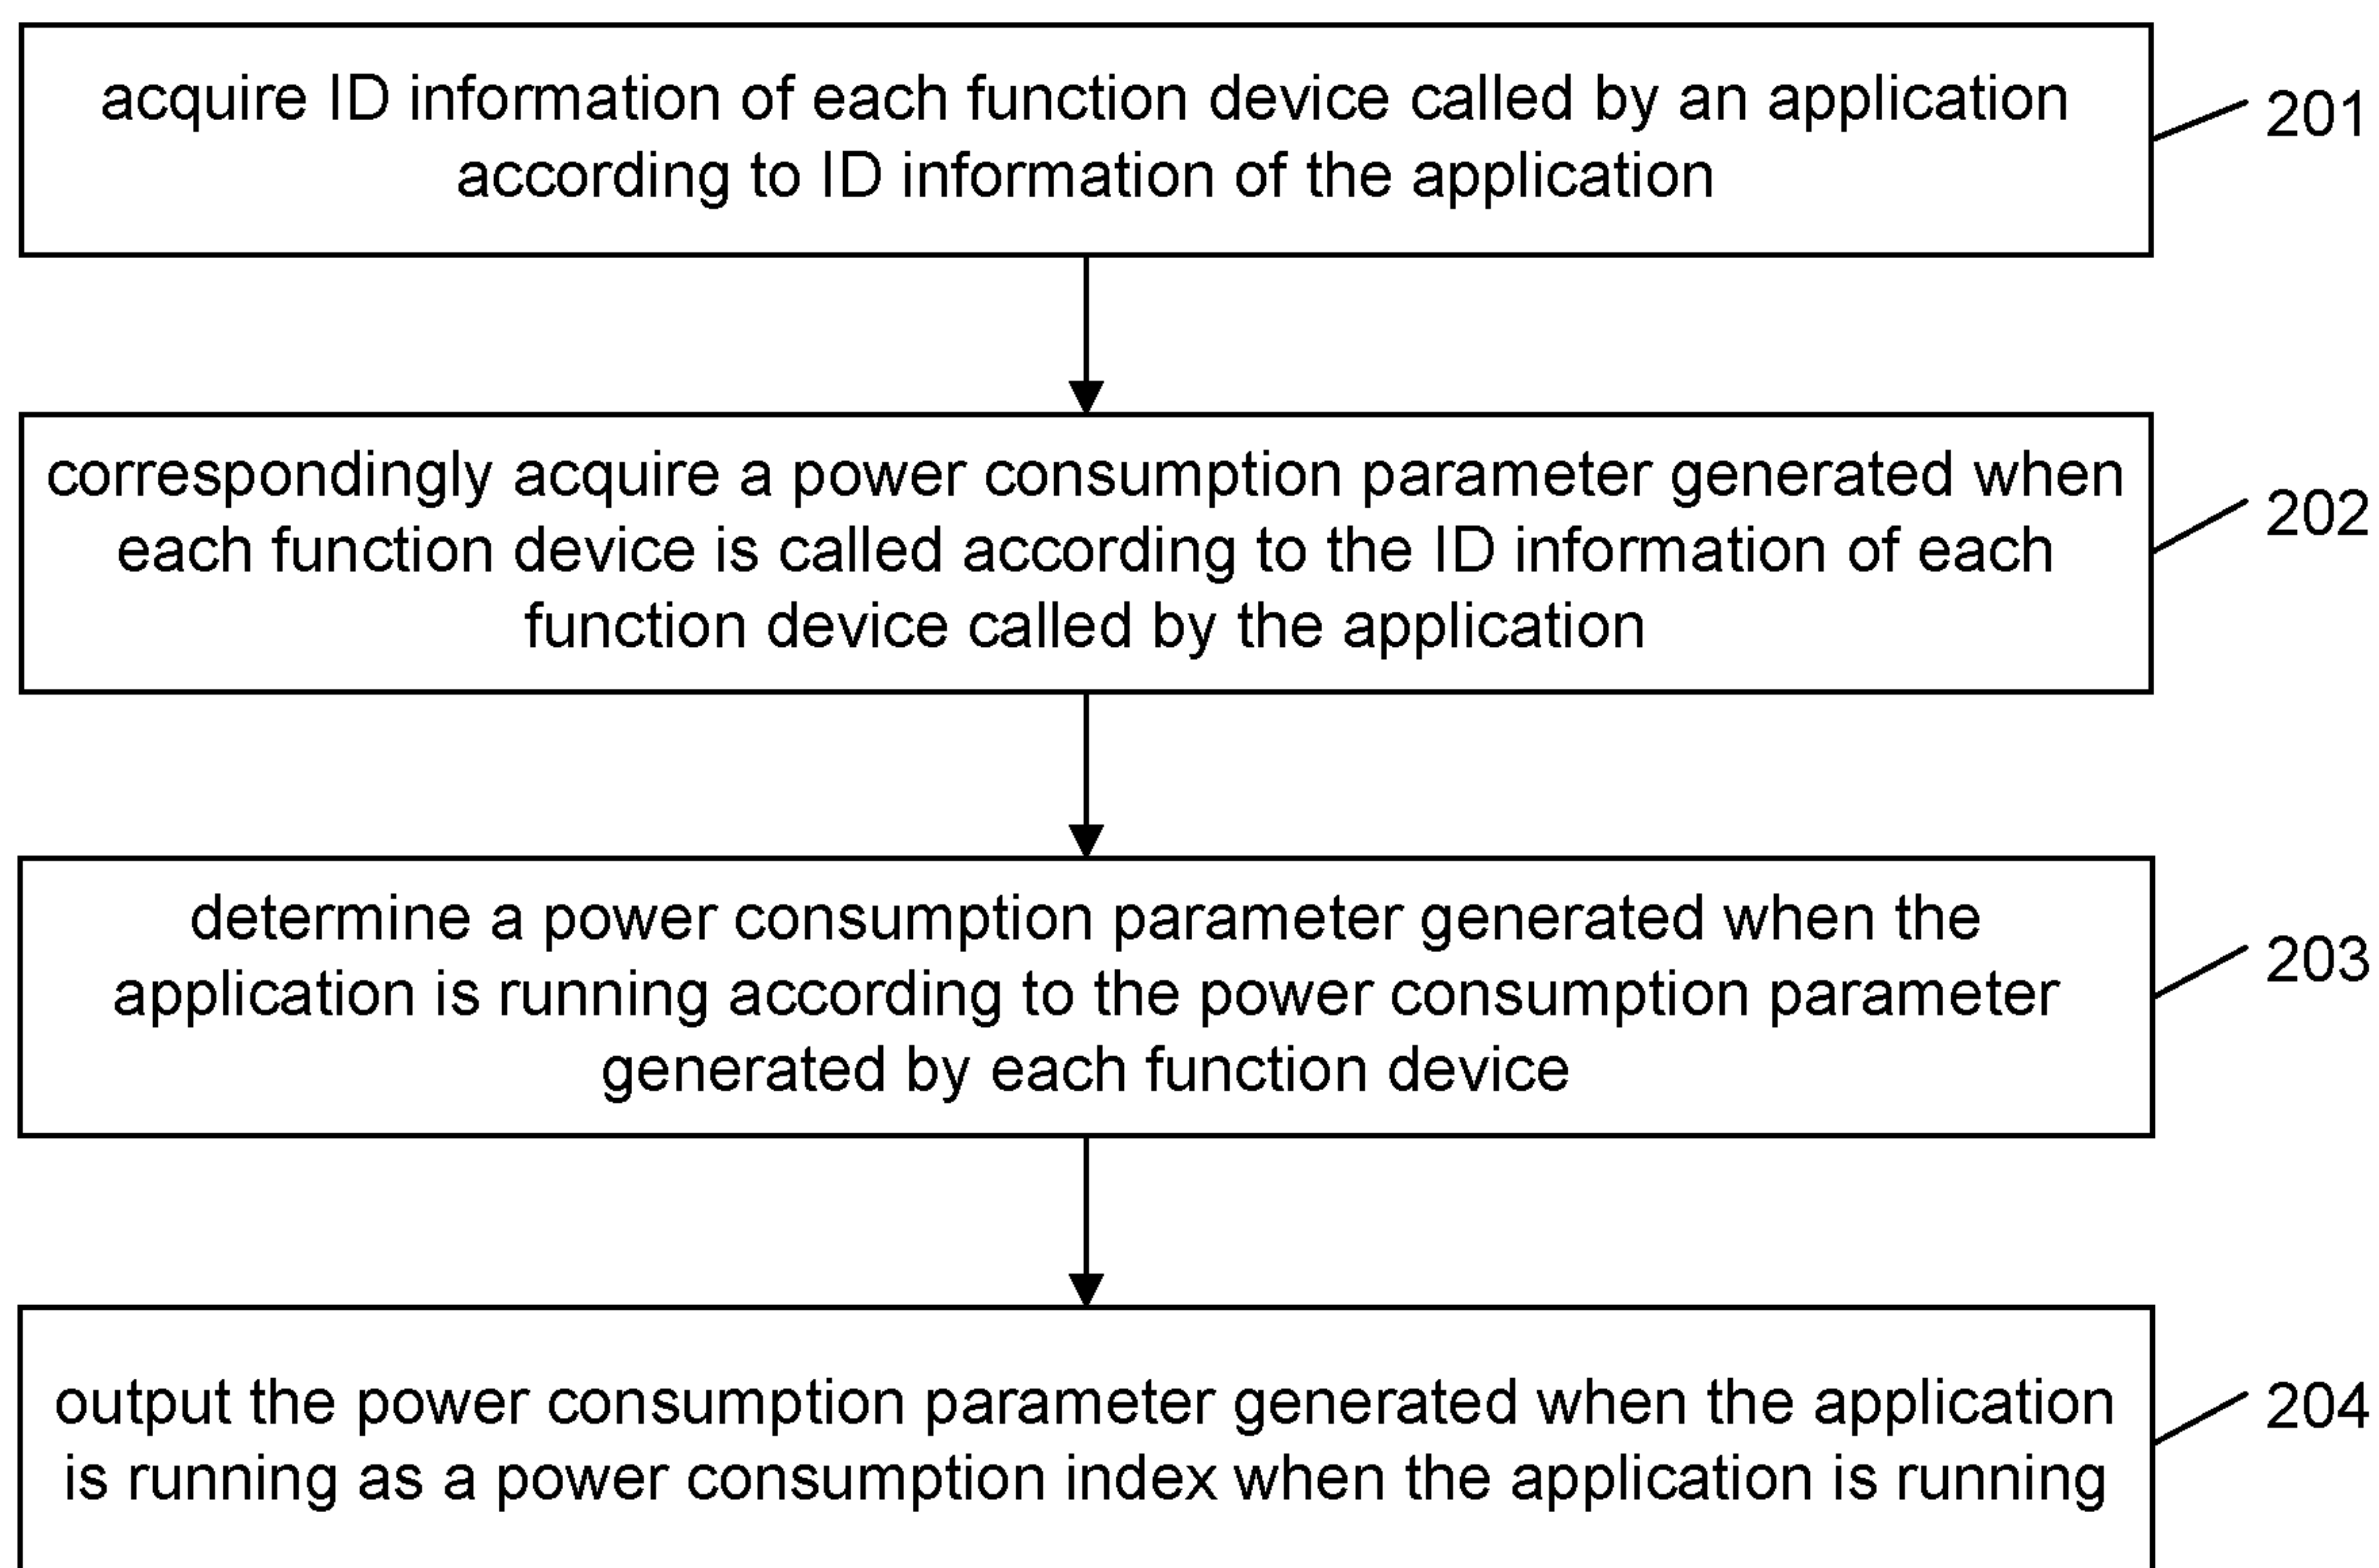 acquire ID information of each function device called by an application
according to ID information of the application
201
correspondingly acquire a power consumption parameter generated when
each function device is called according to the ID information of each
function device called by the application
202
determine a power consumption parameter generated when the
application is running according to the power consumption parameter
generated by each function device
203
output the power consumption parameter generated when the application
is running as a power consumption index when the application is running
204